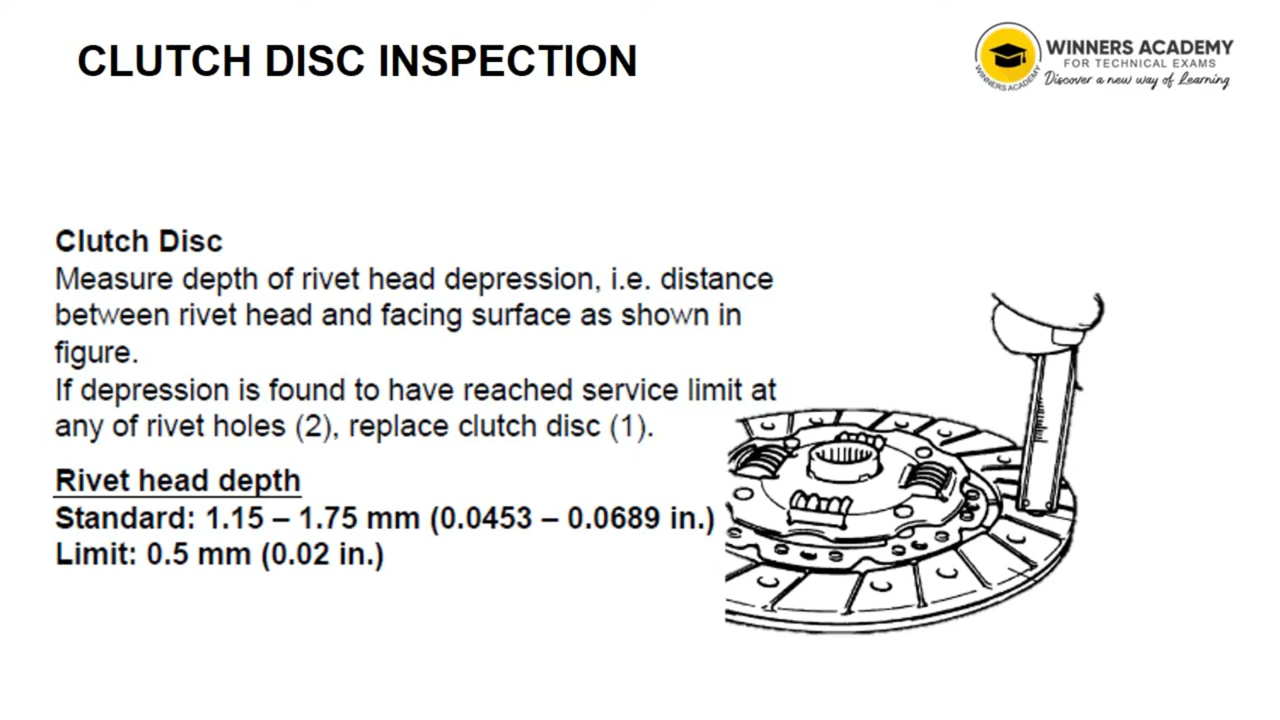 CLUTCH DISC INSPECTION
WINNERS ACADEMY
FOR TECHNICAL EXAMS
Discover a new way of Learning
WINNERS ACADEMY
Clutch Disc
Measure depth of rivet head depression, i.e. distance
between rivet head and facing surface as shown in
figure.
If depression is found to have reached service limit at
any of rivet holes (2), replace clutch disc (1).
Rivet head depth
Standard: 1.15 – 1.75 mm (0.0453 – 0.0689 in.)
Limit: 0.5 mm (0.02 in.)